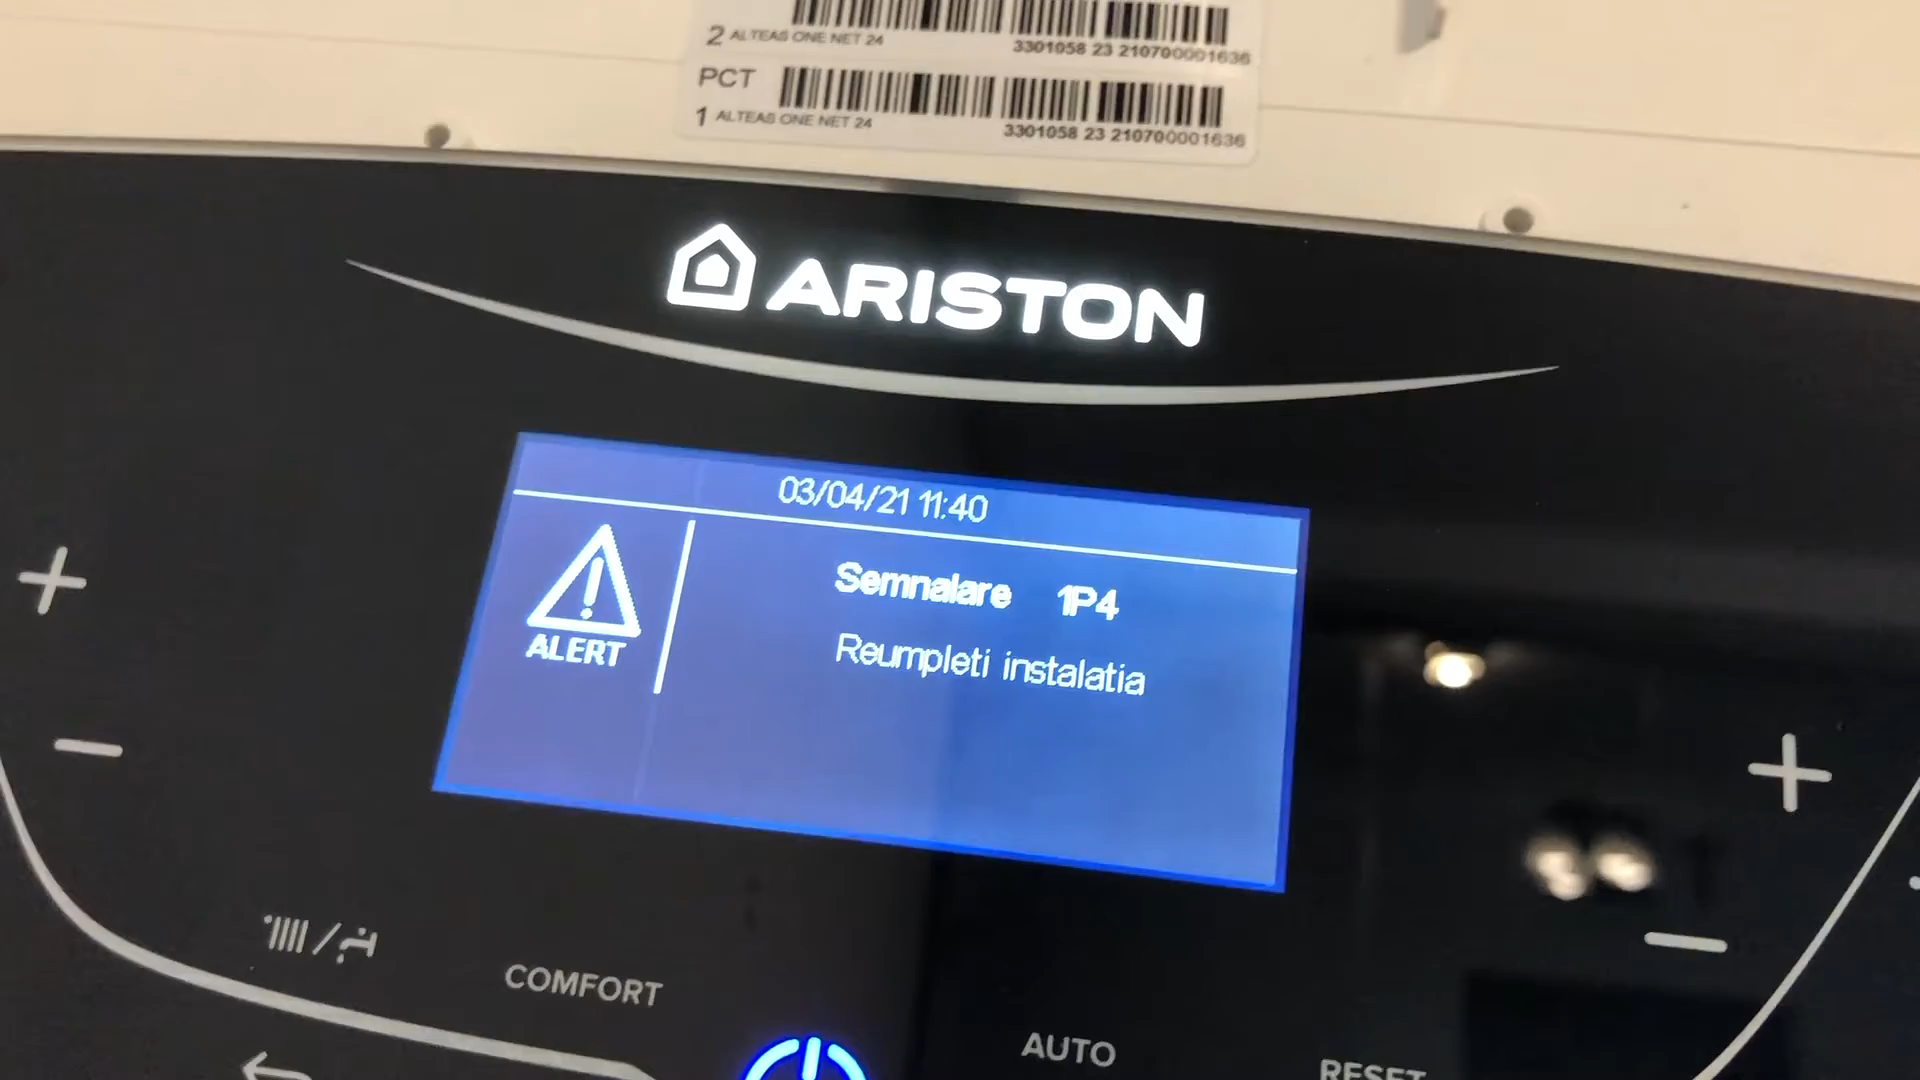 2 ALTEAS ONE NET 24
3301058 23 210700001636
PCT
1 ALTEAS ONE NET 24
3301058 23 210700001636
ARISTON
03/04/21 11:40
ALERT
Semnalare 1P4
Reumpleti instalatia
COMFORT
AUTO
RESET